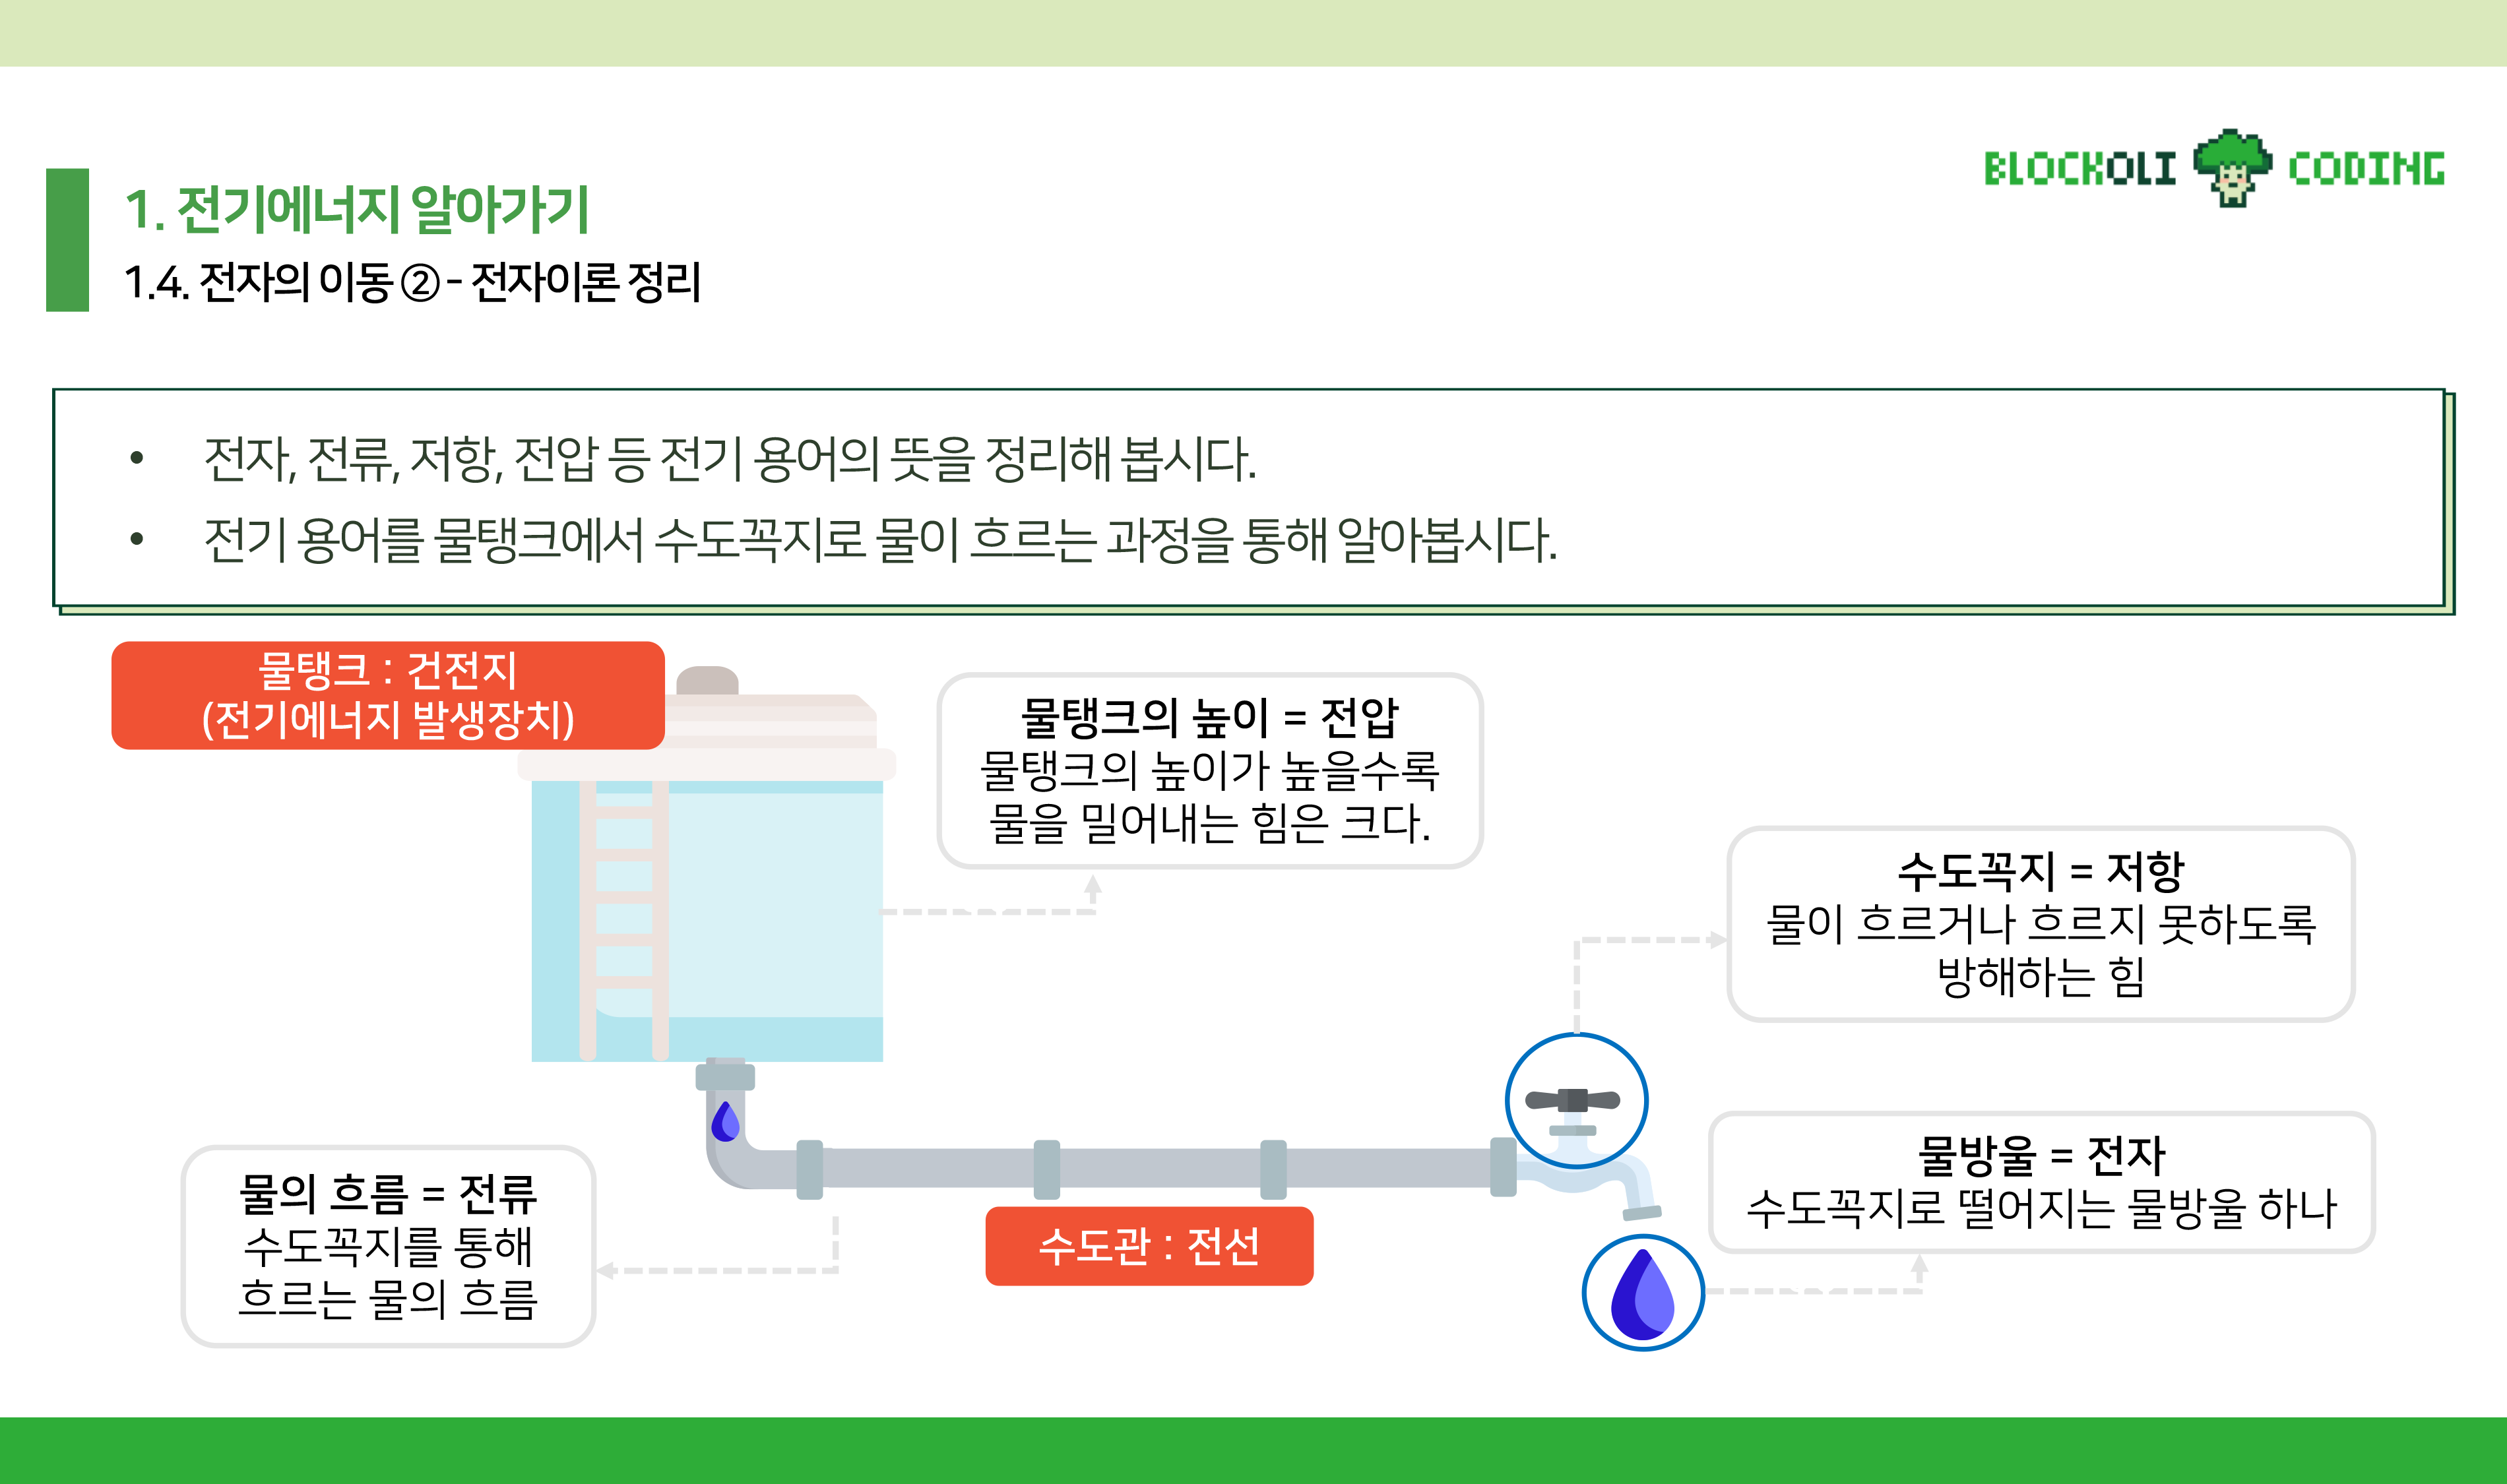 BLOCKOLI CODING
1. 전기에너지 알아가기
1.4. 전자의 이동 ② - 전자이론 정리
• 전자, 전류, 저항, 전압 등 전기 용어의 뜻을 정리해 봅시다.
• 전기 용어를 물탱크에서 수도꼭지로 물이 흐르는 과정을 통해 알아봅시다.
물탱크 : 건전지
(전기에너지 발생장치)
물탱크의 높이 = 전압
물탱크의 높이가 높을수록
물을 밀어내는 힘은 크다.
수도꼭지 = 저항
물이 흐르거나 흐르지 못하도록
방해하는 힘
물방울 = 전자
수도꼭지로 떨어지는 물방울 하나
물의 흐름 = 전류
수도꼭지를 통해
흐르는 물의 흐름
수도관 : 전선